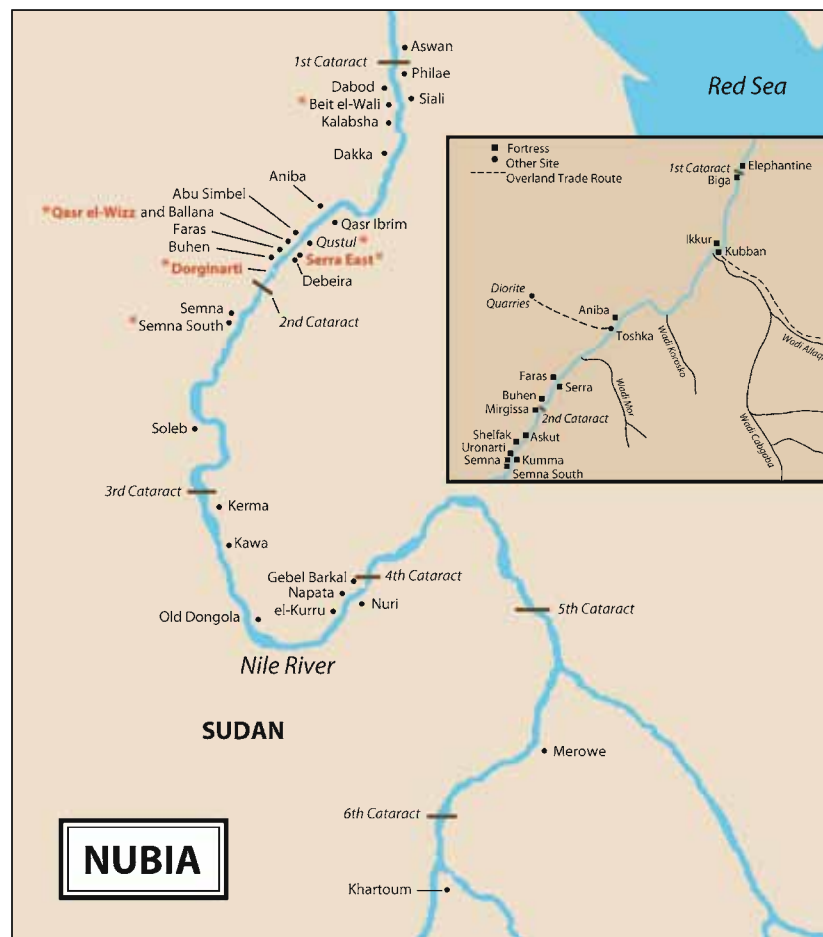 Aswan
1st Cataract
Philae
Dabod
Siali
* Beit el-Wali
Kalabsha
Dakka
Red Sea
Aniba
Abu Simbel
*Qasr el-Wizz and Ballana
Qasr Ibrim
Faras
Qustul *
Buhen
Serra East*
*Dorginarti
Debeira
2nd Cataract
Semna
* Semna South
Soleb
3rd Cataract
Kerma
Kawa
Gebel Barkal
4th Cataract
Napata
el-Kurru
Nuri
Old Dongola
5th Cataract
Nile River
SUDAN
Merowe
6th Cataract
NUBIA
Khartoum
Fortress
Other Site
Overland Trade Route
1st Cataract
Elephantine
Biga
Ikkur
Kubban
Diorite
Quarries
Aniba
Toshka
Wadi Korosko
Wadi Allaq
Faras
Serra
Buhen
Mirgissa
2nd Cataract
Wadi Mor
Wadi Cabgaba
Shelfak
Askut
Uronarti
Semna
Kumma
Semna South